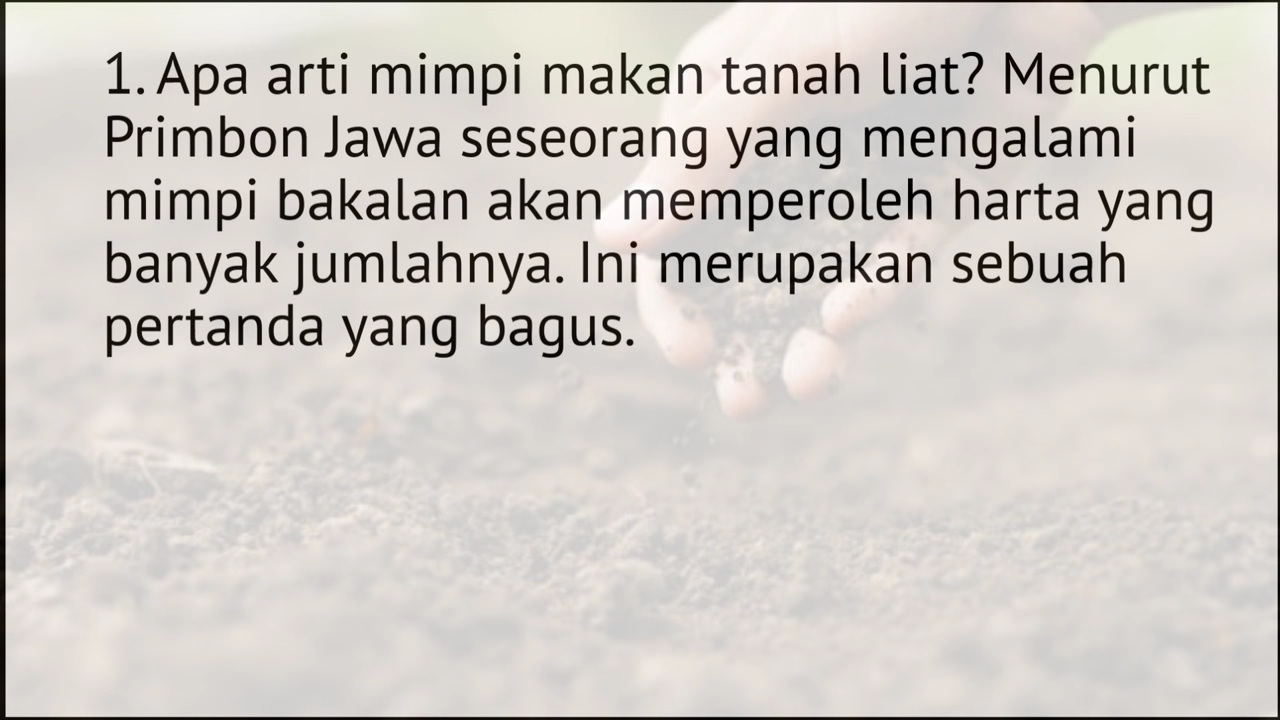 1. Apa arti mimpi makan tanah liat? Menurut
Primbon Jawa seseorang yang mengalami
mimpi bakalan akan memperoleh harta yang
banyak jumlahnya. Ini merupakan sebuah
pertanda yang bagus.